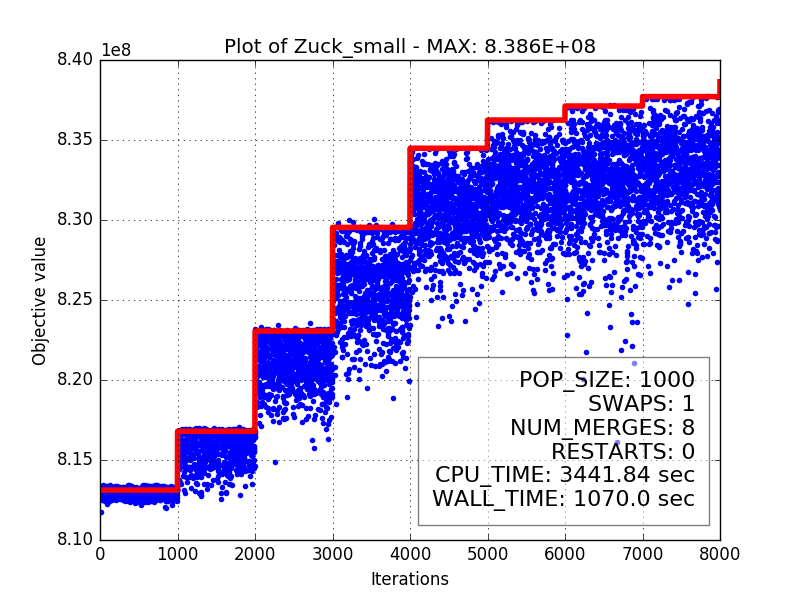 Plot of Zuck_small - MAX: 8.386E+08
1e8
8.40
8.35
8.30
8.25
8.20
8.15
8.10
Objective value
POP_SIZE: 1000
SWAPS: 1
NUM_MERGES: 8
RESTARTS: 0
CPU_TIME: 3441.84 sec
WALL_TIME: 1070.0 sec
0 1000 2000 3000 4000 5000 6000 7000 8000
Iterations